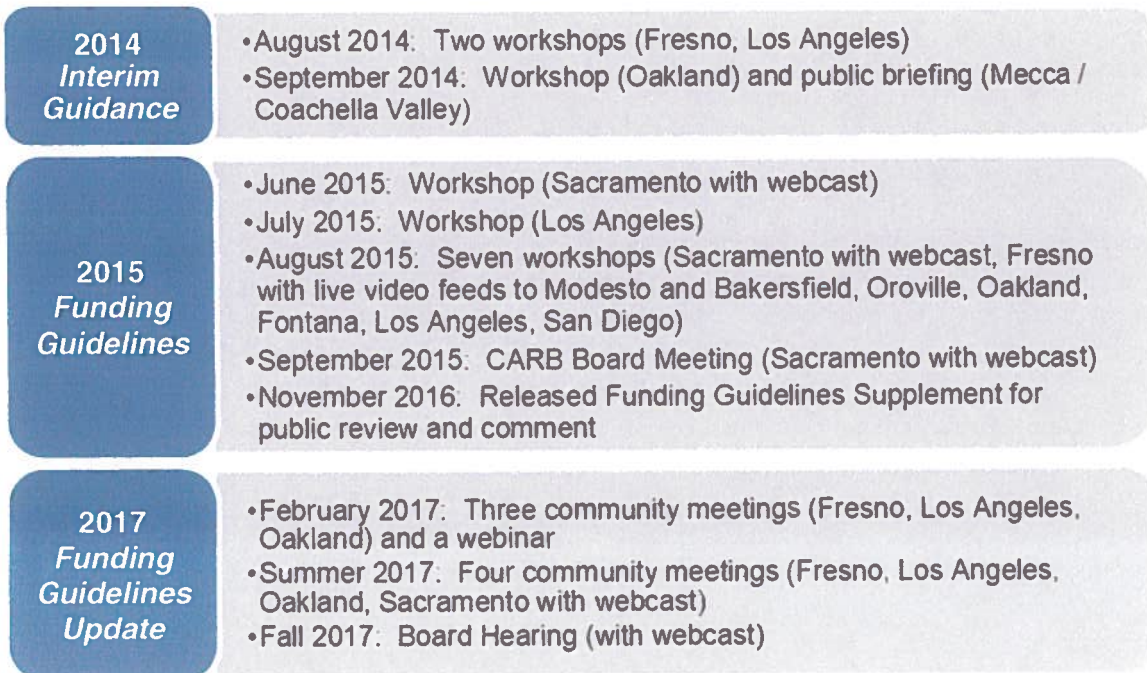 2014
Interim
Guidance
•August 2014: Two workshops (Fresno, Los Angeles)
•September 2014: Workshop (Oakland) and public briefing (Mecca /
Coachella Valley)
2015
Funding
Guidelines
•June 2015: Workshop (Sacramento with webcast)
•July 2015: Workshop (Los Angeles)
•August 2015: Seven workshops (Sacramento with webcast, Fresno
with live video feeds to Modesto and Bakersfield, Oroville, Oakland,
Fontana, Los Angeles, San Diego)
•September 2015: CARB Board Meeting (Sacramento with webcast)
•November 2016: Released Funding Guidelines Supplement for
public review and comment
2017
Funding
Guidelines
Update
•February 2017: Three community meetings (Fresno, Los Angeles,
Oakland) and a webinar
•Summer 2017: Four community meetings (Fresno, Los Angeles,
Oakland, Sacramento with webcast)
•Fall 2017: Board Hearing (with webcast)